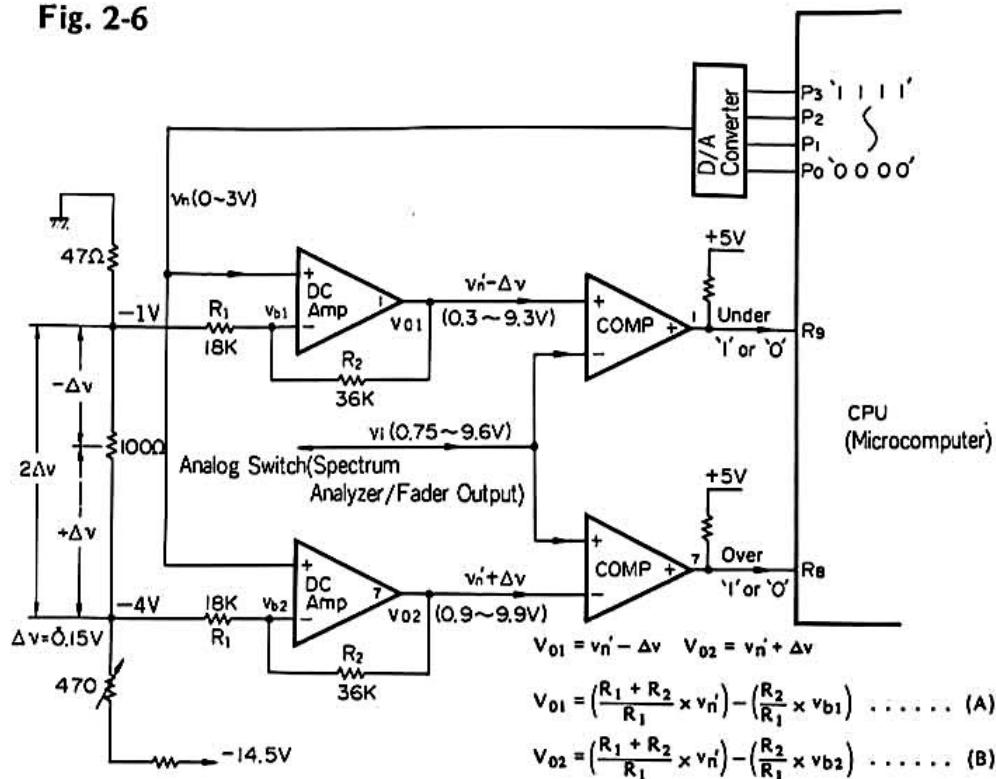 Fig. 2-6
D/A Converter
P3 '1 1 1 1'
P2
P1
P0 '0 0 0 0'
vn (0~3V)
47Ω
+5V
-1V
R1
18K
vb1
+
-
DC Amp
1
V01
vn'-Δv
(0.3~9.3V)
+
-
COMP
+
1
Under
'1' or '0'
R9
R2
36K
-Δv
100Ω
2Δv
+Δv
vi (0.75~9.6V)
Analog Switch(Spectrum
Analyzer/Fader Output)
CPU
(Microcomputer)
+5V
-4V
Δv=0.15V
18K
R1
vb2
+
-
DC Amp
7
V02
vn'+Δv
(0.9~9.9V)
+
-
COMP
+
7
Over
'1' or '0'
R8
R2
36K
470
-14.5V
V01 = vn' - Δv V02 = vn' + Δv
V01 = (R1 + R2 / R1 × vn') - (R2 / R1 × vb1) ...... (A)
V02 = (R1 + R2 / R1 × vn') - (R2 / R1 × vb2) ...... (B)